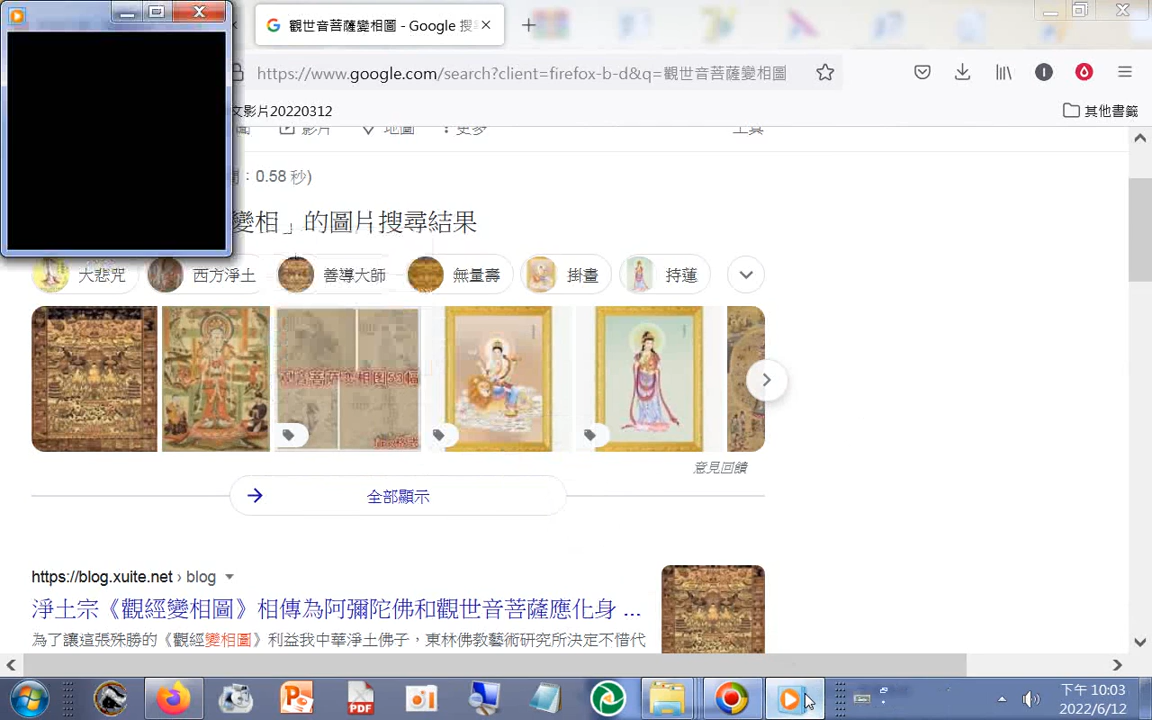 觀世音菩薩變相圖 - Google 搜
https://www.google.com/search?client=firefox-b-d&q=觀世音菩薩變相圖
文影片20220312
其他書籤
聞 影片 地圖 更多 工具
：0.58 秒)
變相」的圖片搜尋結果
大悲咒 西方淨土 善導大師 無量壽 掛畫 持蓮
意見回饋
全部顯示
https://blog.xuite.net › blog
淨土宗《觀經變相圖》相傳為阿彌陀佛和觀世音菩薩應化身 ...
為了讓這張殊勝的《觀經變相圖》利益我中華淨土佛子，東林佛教藝術研究所決定不惜代
PDF
下午 10:03
2022/6/12